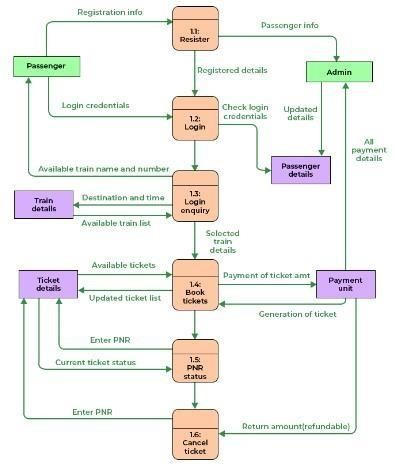 Registration info
1.1:
Register
Passenger info
Passenger
Admin
Registered details
Login credentials
1.2:
Login
Check login
credentials
Updated
details
All
payment
details
Available train name and number
Passenger
details
1.3:
Login
enquiry
Train
details
Destination and time
Available train list
Selected
train
details
Available tickets
Ticket
details
Updated ticket list
1.4:
Book
tickets
Payment of ticket amt
Payment
unit
Generation of ticket
Enter PNR
1.5:
PNR
status
Current ticket status
Enter PNR
1.6:
Cancel
ticket
Return amount(refundable)